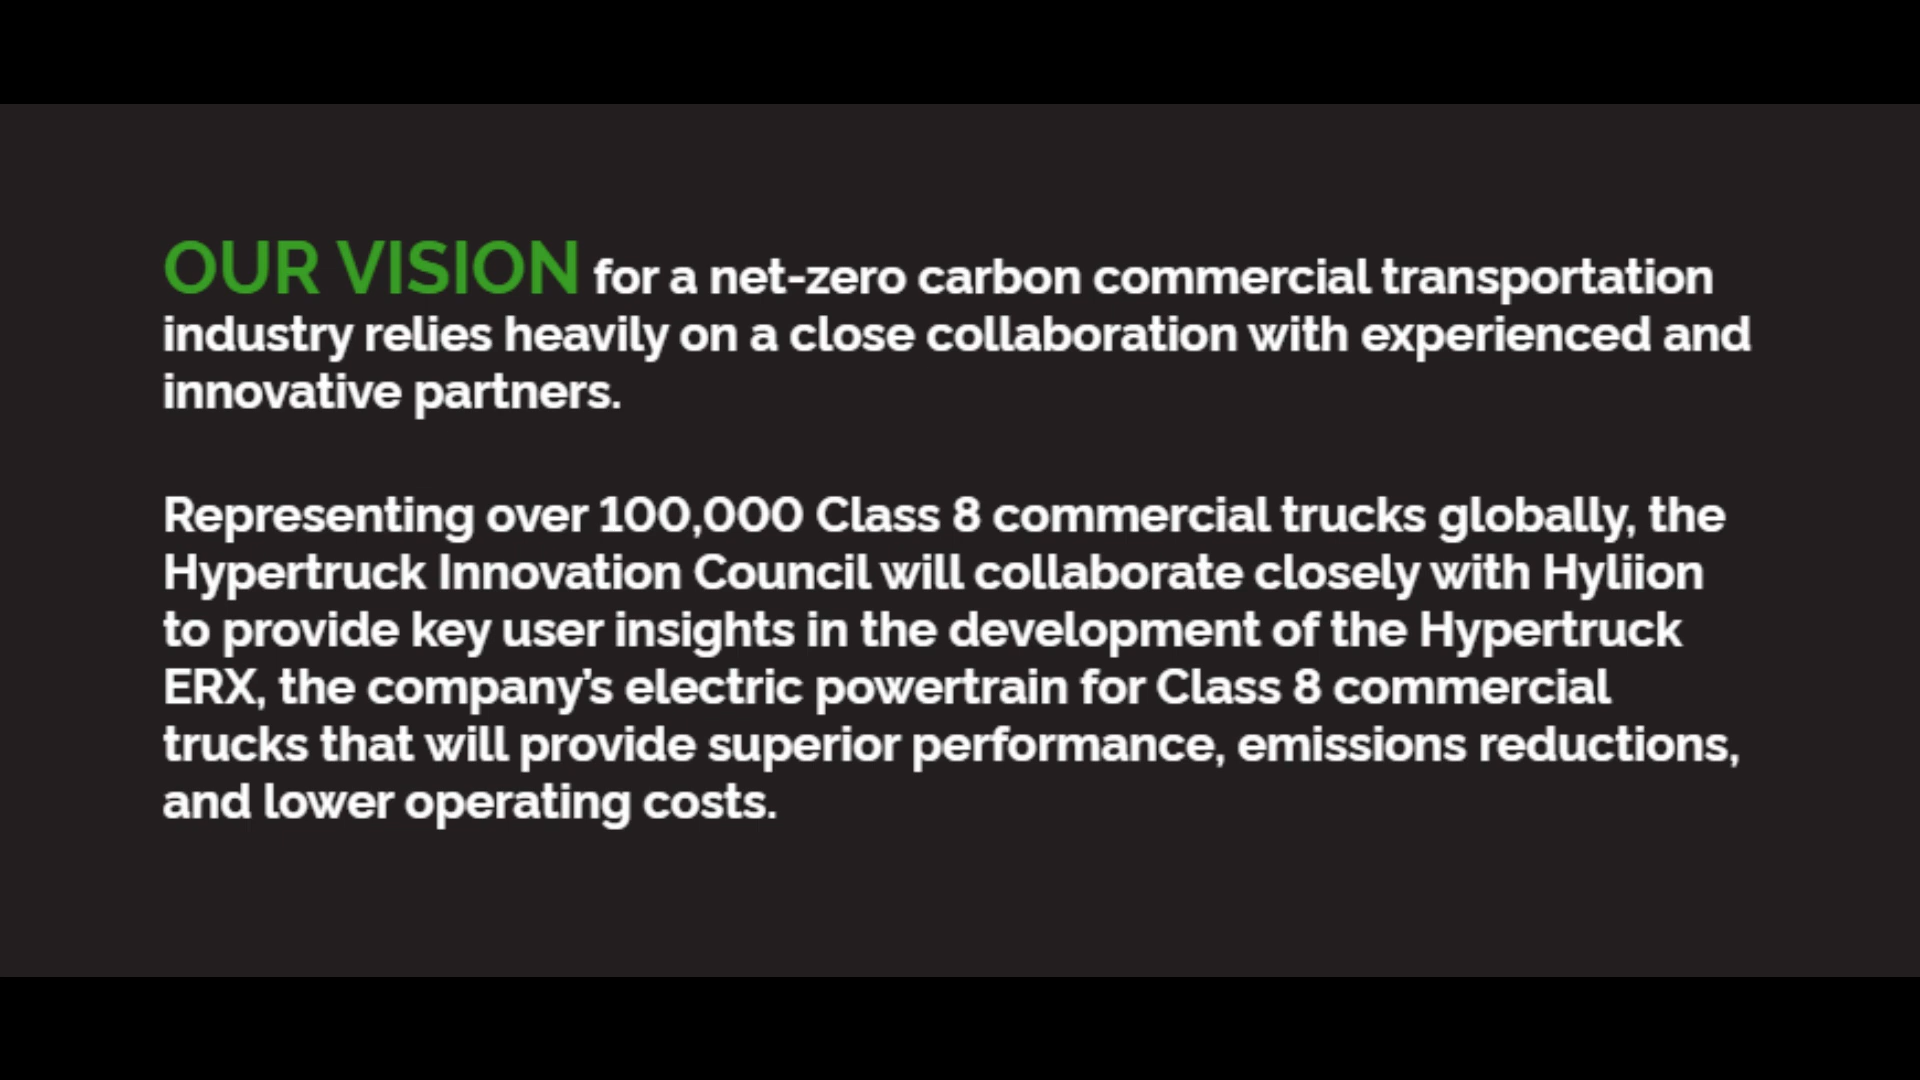 OUR VISION for a net-zero carbon commercial transportation
industry relies heavily on a close collaboration with experienced and
innovative partners.
Representing over 100,000 Class 8 commercial trucks globally, the
Hypertruck Innovation Council will collaborate closely with Hyliion
to provide key user insights in the development of the Hypertruck
ERX, the company’s electric powertrain for Class 8 commercial
trucks that will provide superior performance, emissions reductions,
and lower operating costs.